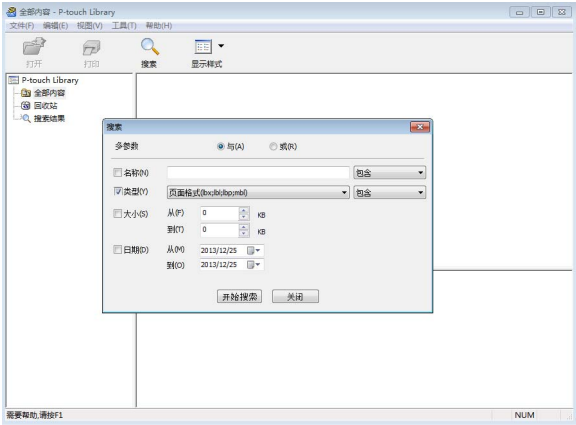 全部内容 - P-touch Library
文件(F) 编辑(E) 视图(V) 工具(T) 帮助(H)
打开 打印 搜索 显示样式
P-touch Library
全部内容
回收站
搜索结果
搜索
多参数 与(A) 或(R)
名称(N) 包含
类型(Y) 页面格式(lbx;lbl;lbp;mbl) 包含
大小(S) 从(F) 0 KB
到(T) 0 KB
日期(D) 从(M) 2013/12/25
到(O) 2013/12/25
开始搜索 关闭
需要帮助,请按F1 NUM